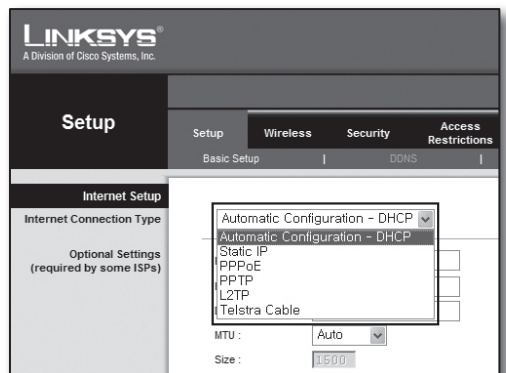 LINKSYS®
A Division of Cisco Systems, Inc.
Setup
Setup Wireless Security Access Restrictions
Basic Setup | DDNS |
Internet Setup
Internet Connection Type
Automatic Configuration - DHCP
Automatic Configuration - DHCP
Static IP
PPPoE
PPTP
L2TP
Telstra Cable
Optional Settings
(required by some ISPs)
MTU : Auto
Size : 1500